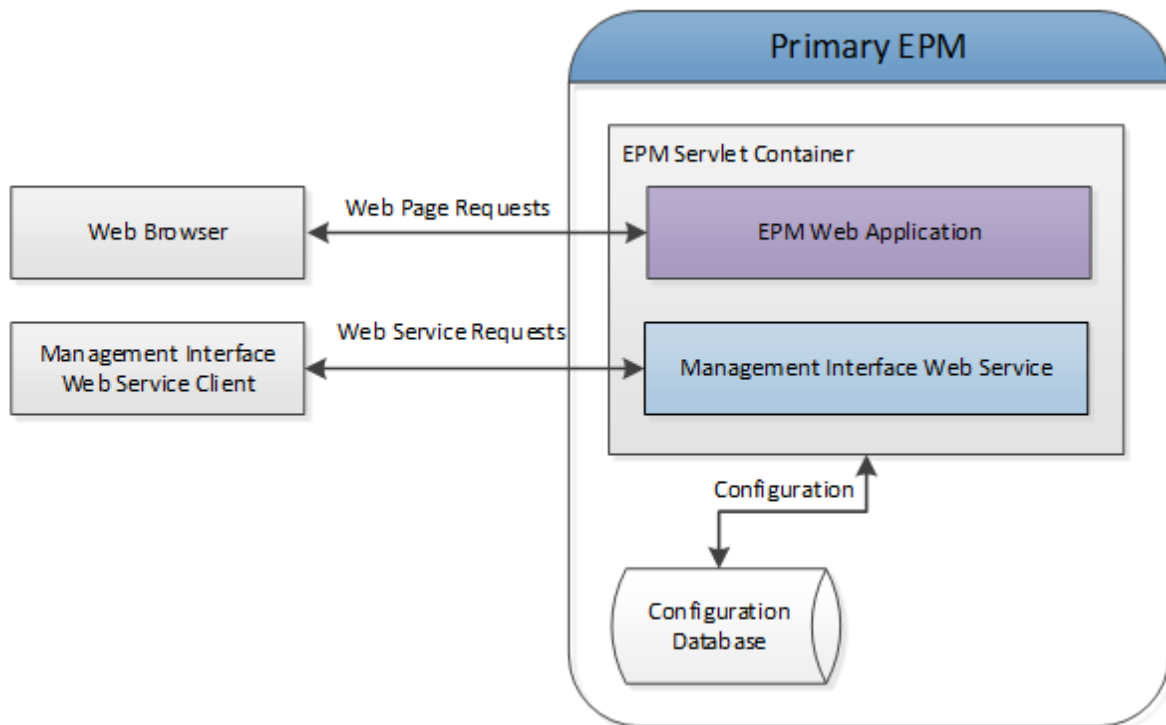 Primary EPM
EPM Servlet Container
Web Browser
Web Page Requests
EPM Web Application
Management Interface
Web Service Client
Web Service Requests
Management Interface Web Service
Configuration
Configuration
Database